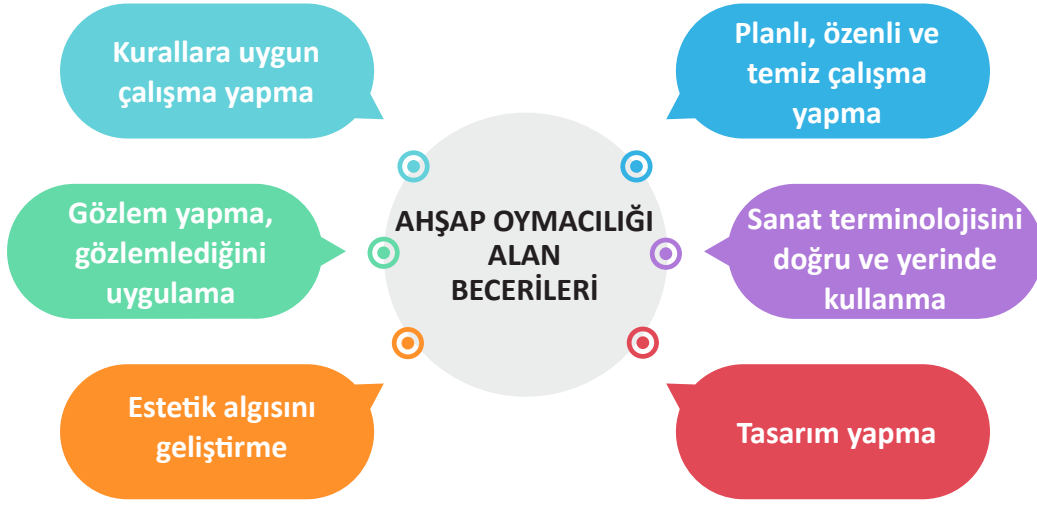 Kurallara uygun
çalışma yapma
Planlı, özenli ve
temiz çalışma
yapma
Gözlem yapma,
gözlemlediğini
uygulama
AHŞAP OYMACILIĞI
ALAN
BECERİLERİ
Sanat terminolojisini
doğru ve yerinde
kullanma
Estetik algısını
geliştirme
Tasarım yapma